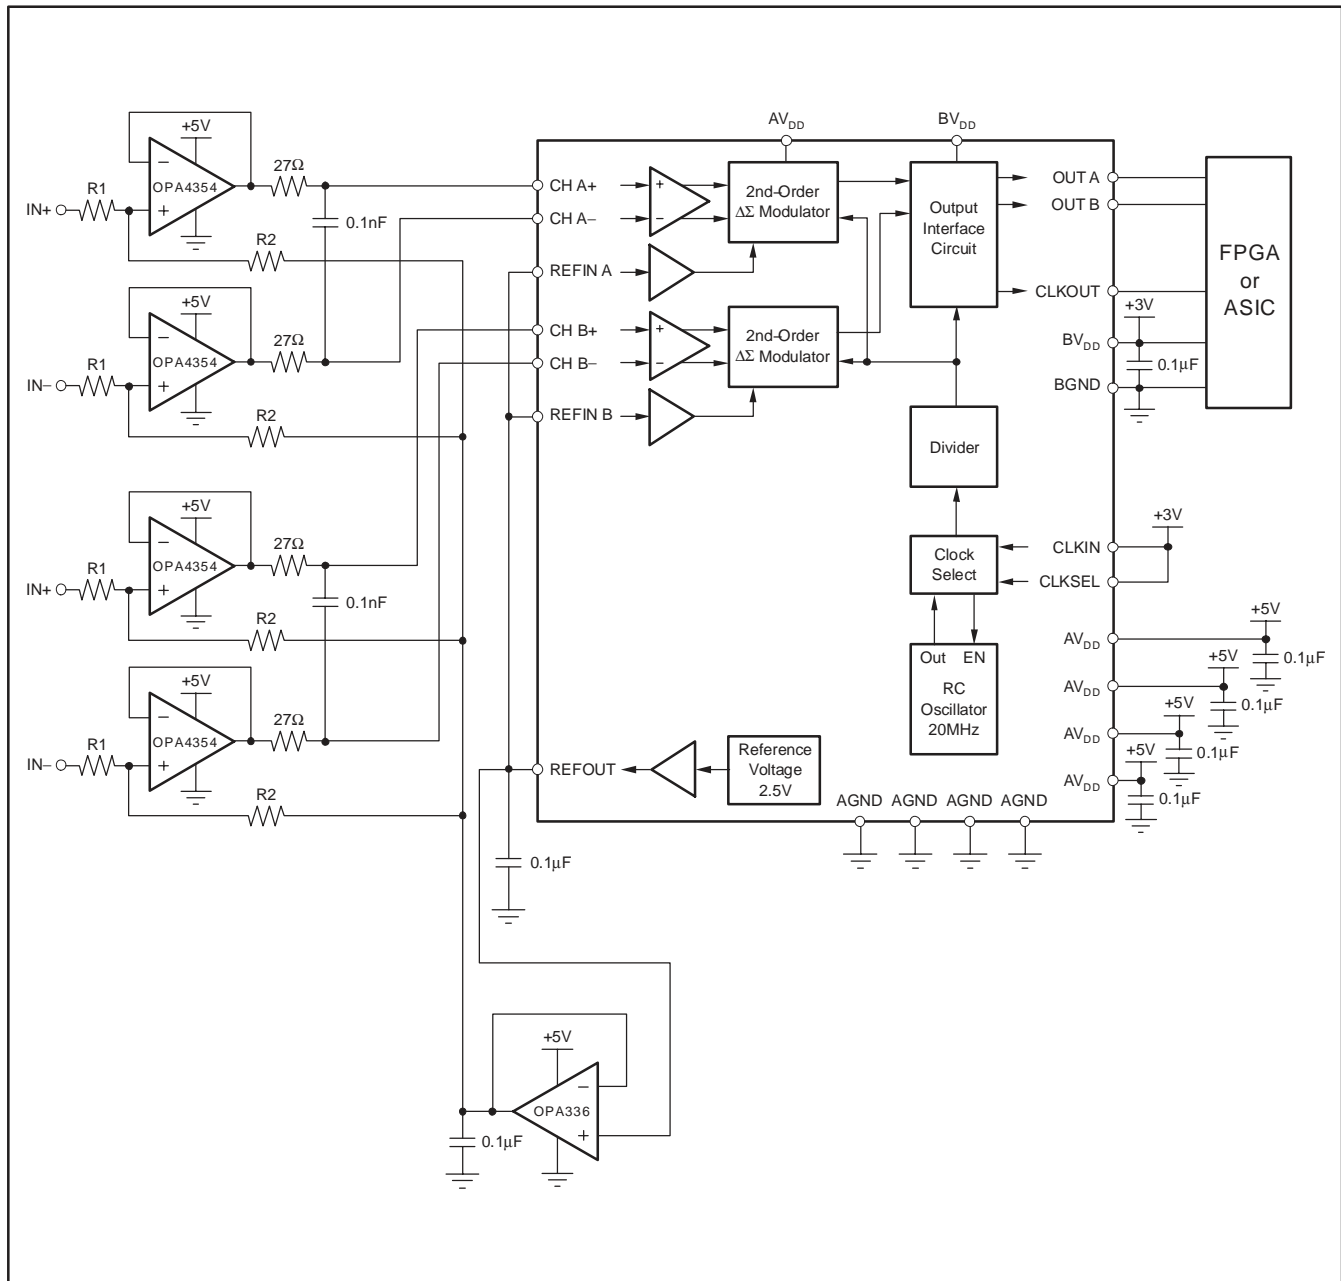 +5V
OPA4354
−
+
27Ω
R1
IN+
0.1nF
R2
+5V
OPA4354
−
+
27Ω
R1
IN−
R2
+5V
OPA4354
−
+
27Ω
R1
IN+
0.1nF
R2
+5V
OPA4354
−
+
27Ω
R1
IN−
R2
AVDD
BVDD
CH A+
CH A−
REFIN A
CH B+
CH B−
REFIN B
REFOUT
+
−
2nd-Order
ΔΣ Modulator
+
−
2nd-Order
ΔΣ Modulator
Output
Interface
Circuit
Divider
Clock
Select
Out EN
RC
Oscillator
20MHz
Reference
Voltage
2.5V
OUT A
OUT B
CLKOUT
BVDD
BGND
CLKIN
CLKSEL
AVDD
AVDD
AVDD
AVDD
AGND AGND AGND AGND
+3V
0.1μF
FPGA
or
ASIC
+3V
+5V
0.1μF
+5V
0.1μF
+5V
0.1μF
+5V
0.1μF
0.1μF
+5V
−
OPA336
+
0.1μF